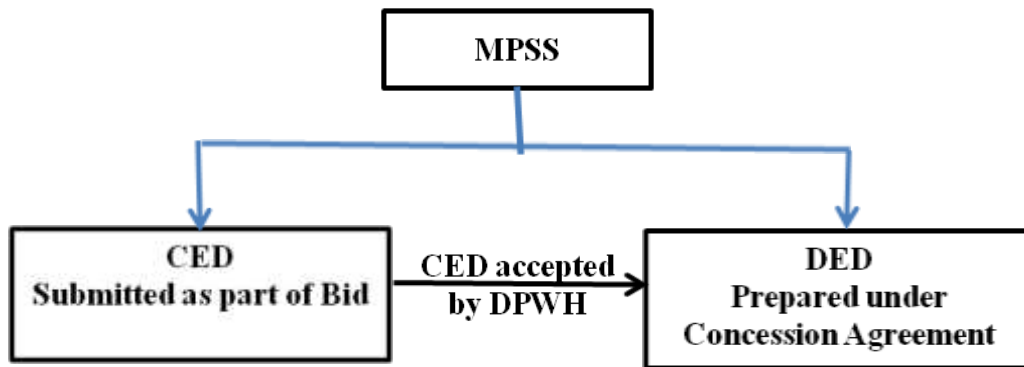 MPSS
CED
Submitted as part of Bid
CED accepted
by DPWH
DED
Prepared under
Concession Agreement